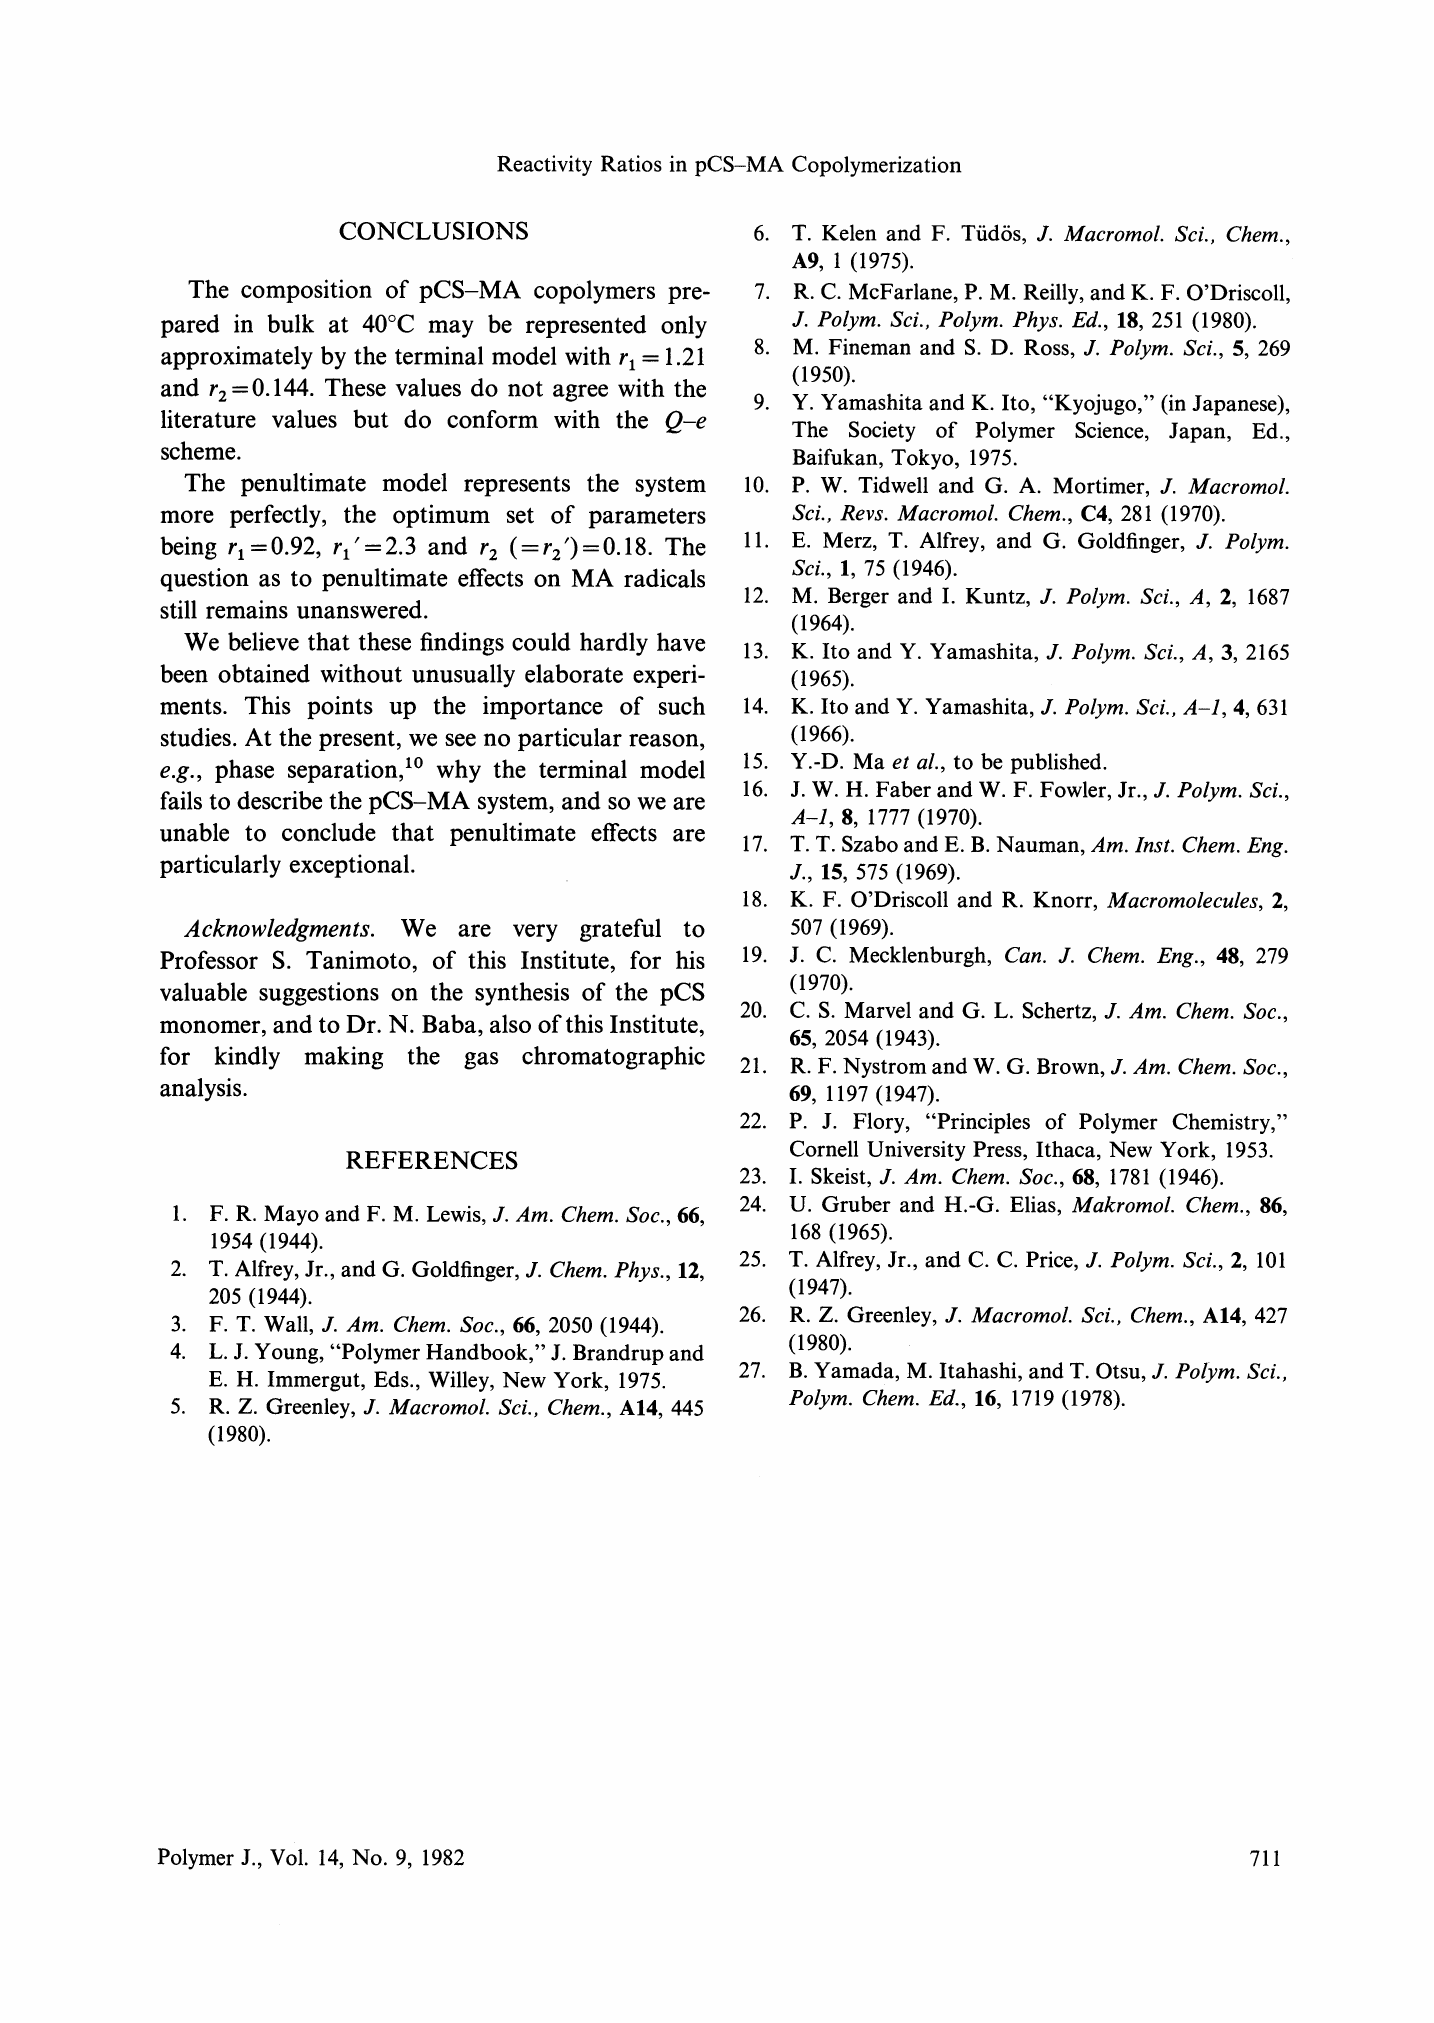 Reactivity Ratios in pCS–MA Copolymerization
CONCLUSIONS
The composition of pCS–MA copolymers pre-
pared in bulk at 40°C may be represented only
approximately by the terminal model with r₁ = 1.21
and r₂ = 0.144. These values do not agree with the
literature values but do conform with the Q–e
scheme.
The penultimate model represents the system
more perfectly, the optimum set of parameters
being r₁ = 0.92, r₁′ = 2.3 and r₂ (= r₂′) = 0.18. The
question as to penultimate effects on MA radicals
still remains unanswered.
We believe that these findings could hardly have
been obtained without unusually elaborate experi-
ments. This points up the importance of such
studies. At the present, we see no particular reason,
e.g., phase separation,¹⁰ why the terminal model
fails to describe the pCS–MA system, and so we are
unable to conclude that penultimate effects are
particularly exceptional.
Acknowledgments. We are very grateful to
Professor S. Tanimoto, of this Institute, for his
valuable suggestions on the synthesis of the pCS
monomer, and to Dr. N. Baba, also of this Institute,
for kindly making the gas chromatographic
analysis.
REFERENCES
1. F. R. Mayo and F. M. Lewis, J. Am. Chem. Soc., 66,
1954 (1944).
2. T. Alfrey, Jr., and G. Goldfinger, J. Chem. Phys., 12,
205 (1944).
3. F. T. Wall, J. Am. Chem. Soc., 66, 2050 (1944).
4. L. J. Young, “Polymer Handbook,” J. Brandrup and
E. H. Immergut, Eds., Willey, New York, 1975.
5. R. Z. Greenley, J. Macromol. Sci., Chem., A14, 445
(1980).
6. T. Kelen and F. Tüdös, J. Macromol. Sci., Chem.,
A9, 1 (1975).
7. R. C. McFarlane, P. M. Reilly, and K. F. O’Driscoll,
J. Polym. Sci., Polym. Phys. Ed., 18, 251 (1980).
8. M. Fineman and S. D. Ross, J. Polym. Sci., 5, 269
(1950).
9. Y. Yamashita and K. Ito, “Kyojugo,” (in Japanese),
The Society of Polymer Science, Japan, Ed.,
Baifukan, Tokyo, 1975.
10. P. W. Tidwell and G. A. Mortimer, J. Macromol.
Sci., Revs. Macromol. Chem., C4, 281 (1970).
11. E. Merz, T. Alfrey, and G. Goldfinger, J. Polym.
Sci., 1, 75 (1946).
12. M. Berger and I. Kuntz, J. Polym. Sci., A, 2, 1687
(1964).
13. K. Ito and Y. Yamashita, J. Polym. Sci., A, 3, 2165
(1965).
14. K. Ito and Y. Yamashita, J. Polym. Sci., A–1, 4, 631
(1966).
15. Y.-D. Ma et al., to be published.
16. J. W. H. Faber and W. F. Fowler, Jr., J. Polym. Sci.,
A–1, 8, 1777 (1970).
17. T. T. Szabo and E. B. Nauman, Am. Inst. Chem. Eng.
J., 15, 575 (1969).
18. K. F. O’Driscoll and R. Knorr, Macromolecules, 2,
507 (1969).
19. J. C. Mecklenburgh, Can. J. Chem. Eng., 48, 279
(1970).
20. C. S. Marvel and G. L. Schertz, J. Am. Chem. Soc.,
65, 2054 (1943).
21. R. F. Nystrom and W. G. Brown, J. Am. Chem. Soc.,
69, 1197 (1947).
22. P. J. Flory, “Principles of Polymer Chemistry,”
Cornell University Press, Ithaca, New York, 1953.
23. I. Skeist, J. Am. Chem. Soc., 68, 1781 (1946).
24. U. Gruber and H.-G. Elias, Makromol. Chem., 86,
168 (1965).
25. T. Alfrey, Jr., and C. C. Price, J. Polym. Sci., 2, 101
(1947).
26. R. Z. Greenley, J. Macromol. Sci., Chem., A14, 427
(1980).
27. B. Yamada, M. Itahashi, and T. Otsu, J. Polym. Sci.,
Polym. Chem. Ed., 16, 1719 (1978).
Polymer J., Vol. 14, No. 9, 1982
711